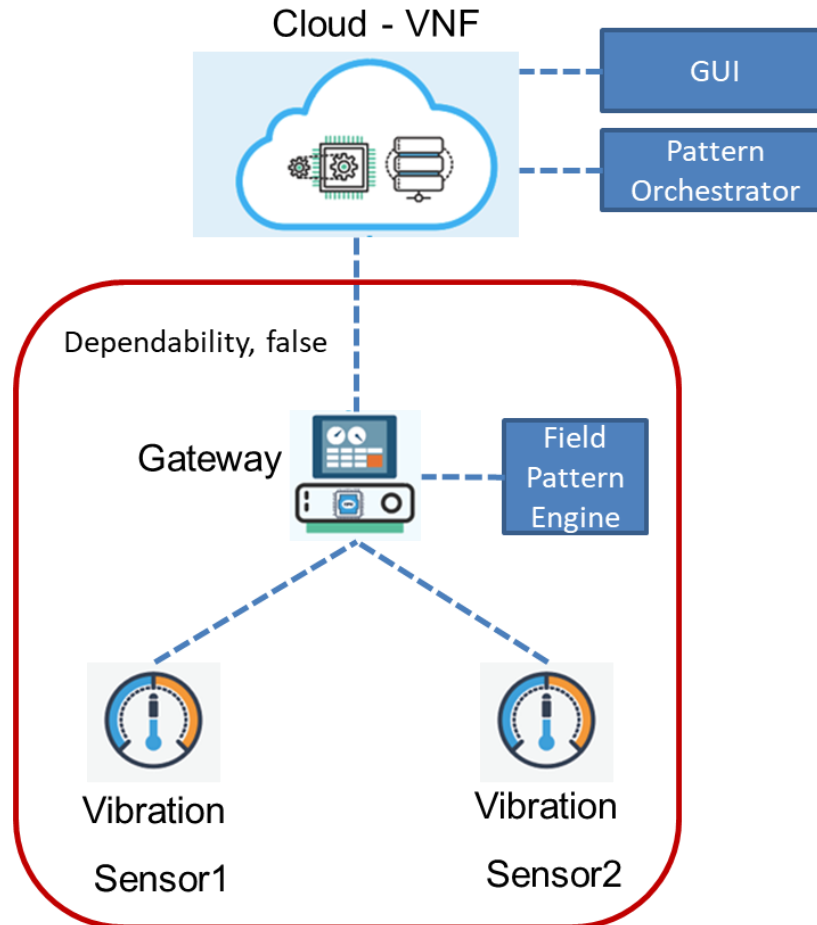 Cloud - VNF
GUI
Pattern
Orchestrator
Dependability, false
Gateway
Field
Pattern
Engine
Vibration
Sensor1
Vibration
Sensor2